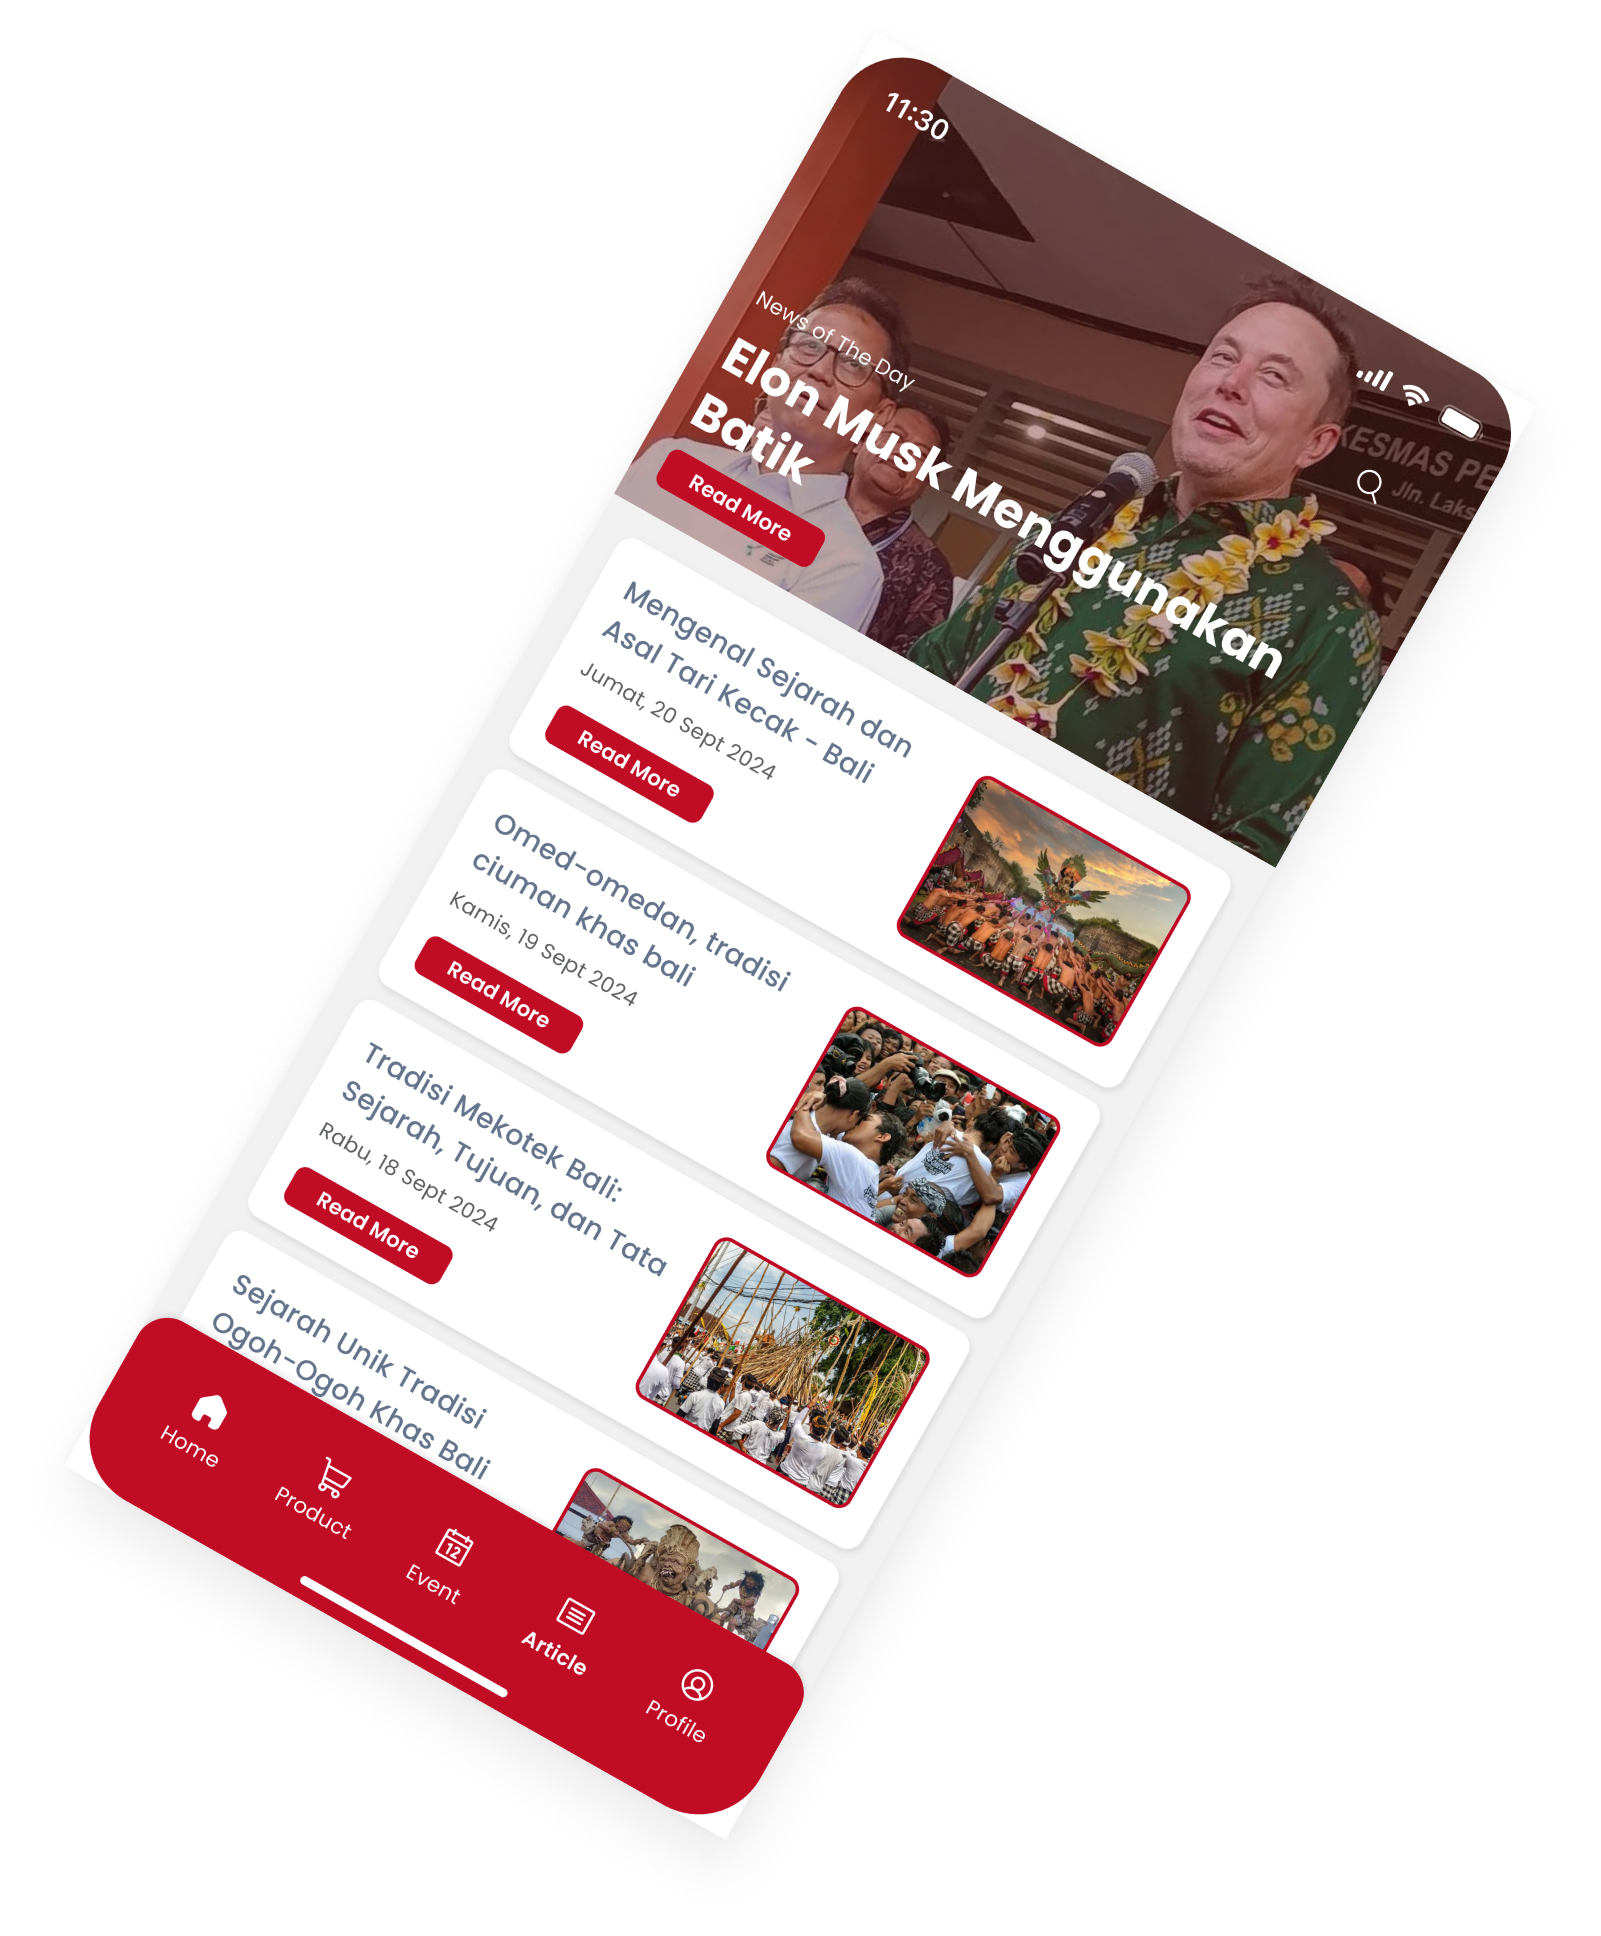 11:30
KESMAS PE
Jln. Laks
News of The Day
Elon Musk Menggunakan
Batik
Read More
Mengenal Sejarah dan
Asal Tari Kecak - Bali
Jumat, 20 Sept 2024
Read More
Omed-omedan, tradisi
ciuman khas bali
Kamis, 19 Sept 2024
Read More
Tradisi Mekotek Bali:
Sejarah, Tujuan, dan Tata
Rabu, 18 Sept 2024
Read More
Sejarah Unik Tradisi
Ogoh-Ogoh Khas Bali
Home
Product
12
Event
Article
Profile